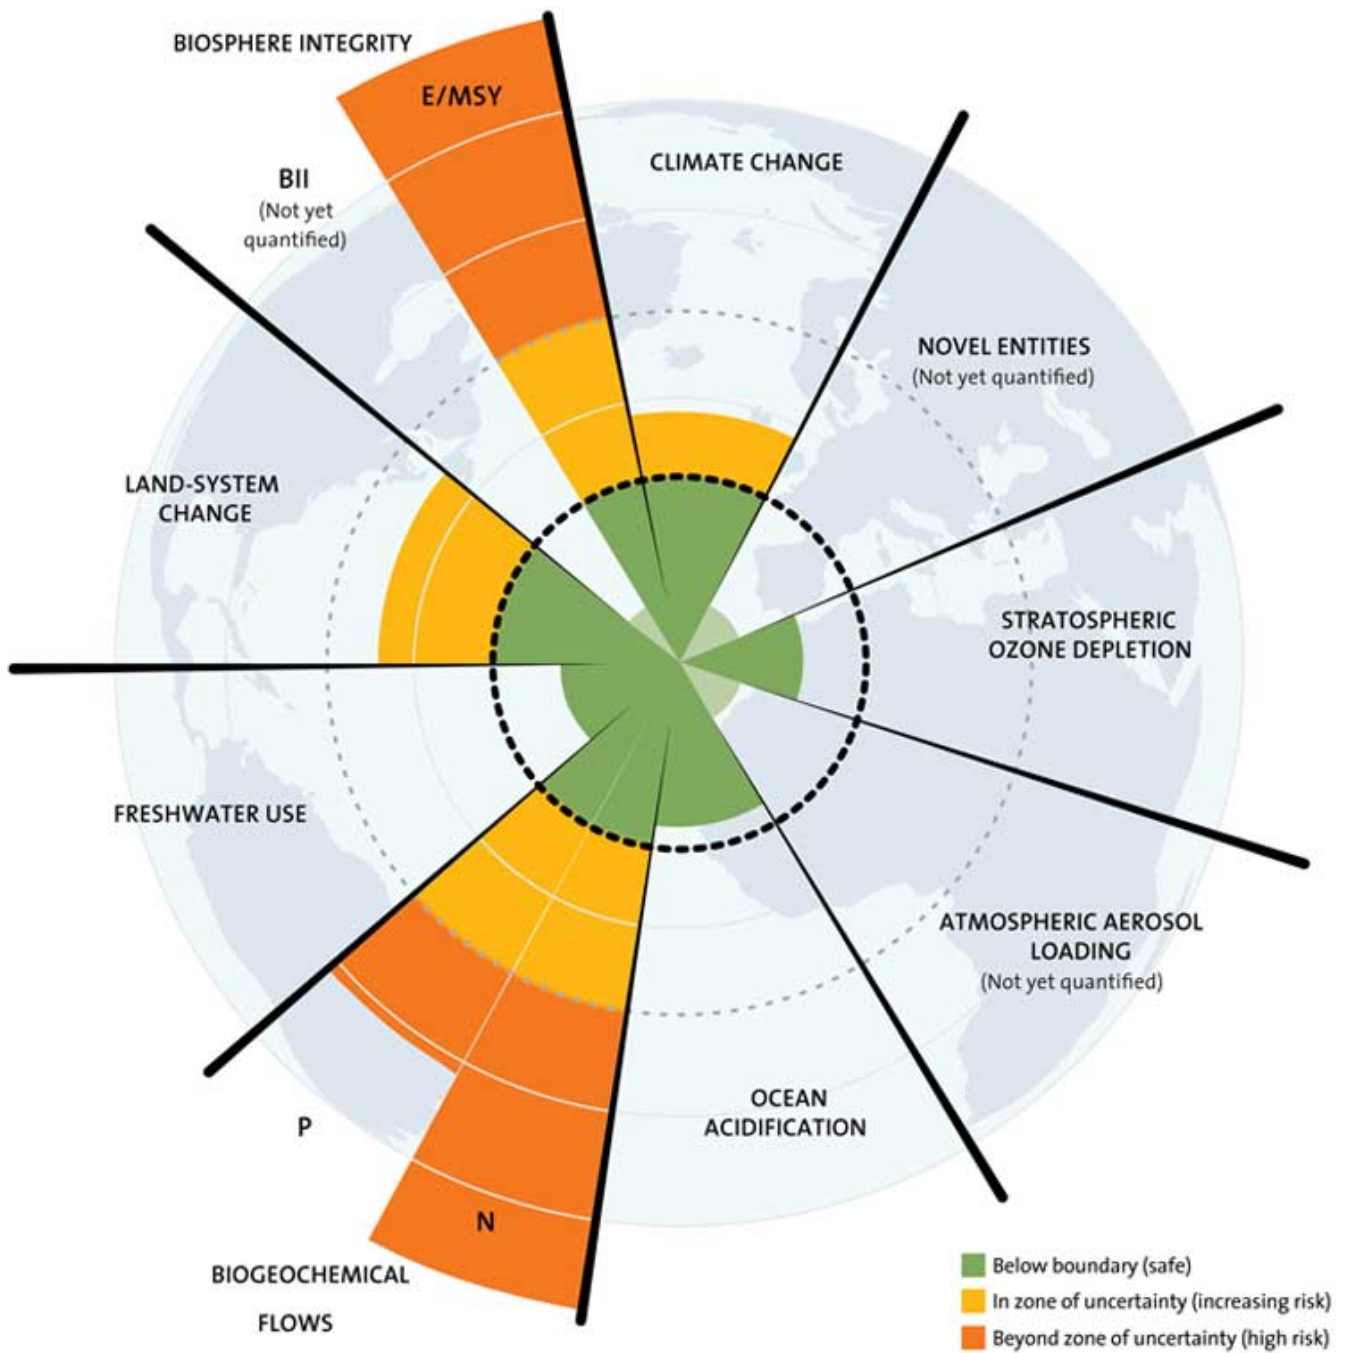 BIOSPHERE INTEGRITY
E/MSY
BII
(Not yet
quantified)
CLIMATE CHANGE
NOVEL ENTITIES
(Not yet quantified)
LAND-SYSTEM
CHANGE
STRATOSPHERIC
OZONE DEPLETION
FRESHWATER USE
ATMOSPHERIC AEROSOL
LOADING
(Not yet quantified)
OCEAN
ACIDIFICATION
P
N
BIOGEOCHEMICAL
FLOWS
Below boundary (safe)
In zone of uncertainty (increasing risk)
Beyond zone of uncertainty (high risk)